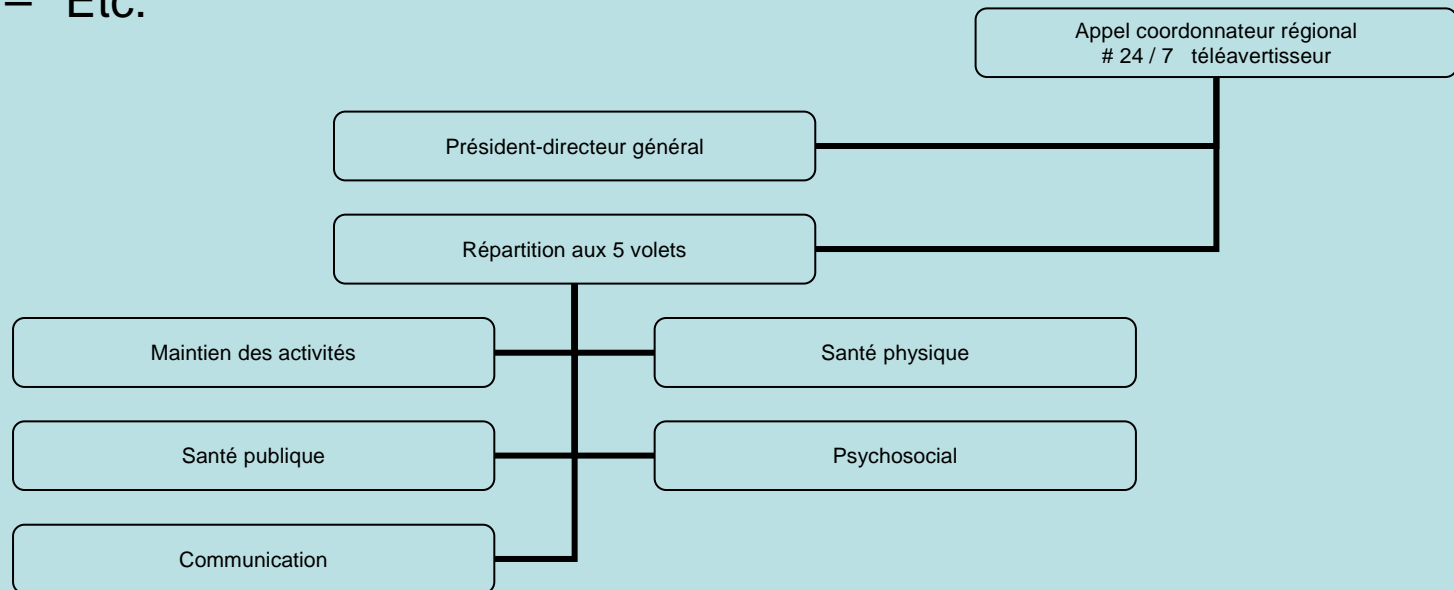 – Etc.
Appel coordonnateur régional
# 24 / 7 téléavertisseur
Président-directeur général
Répartition aux 5 volets
Maintien des activités
Santé physique
Santé publique
Psychosocial
Communication